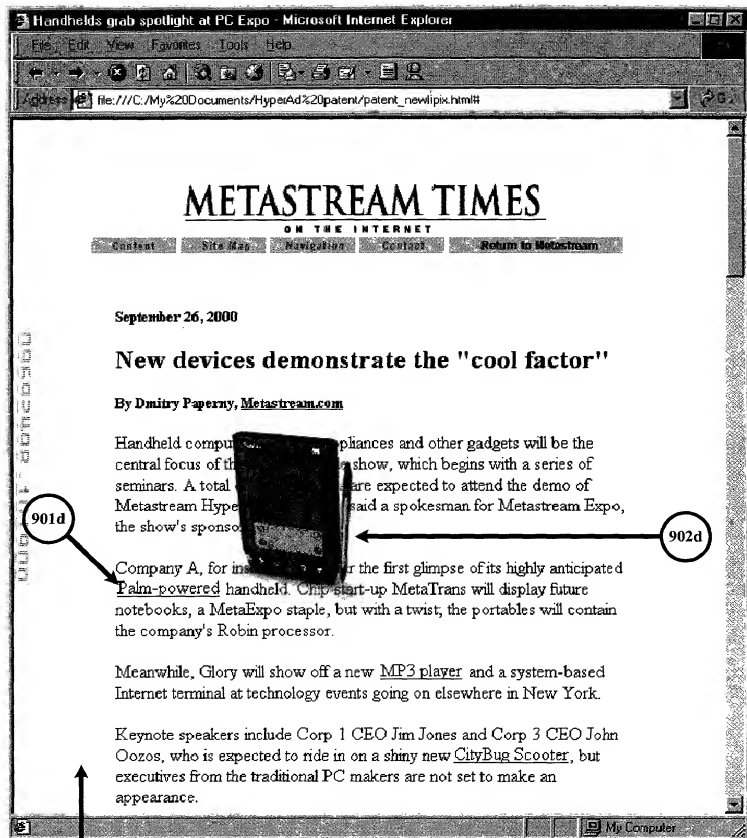 Handhelds grab spotlight at PC Expo - Microsoft Internet Explorer
File Edit View Favorites Tools Help
Address file:///C:/My%20Documents/HyperAd%20patent/patent_newlipix.html#
METASTREAM TIMES
ON THE INTERNET
Content Site Map Navigation Contact Return to Metastream
September 26, 2000
New devices demonstrate the "cool factor"
By Dmitry Paperny, Metastream.com
Handheld compu pliances and other gadgets will be the
central focus of th show, which begins with a series of
seminars. A total are expected to attend the demo of
Metastream Hype said a spokesman for Metastream Expo,
the show's sponso
901d
902d
Company A, for ins r the first glimpse of its highly anticipated
Palm-powered handheld. Chip start-up MetaTrans will display future
notebooks, a MetaExpo staple, but with a twist; the portables will contain
the company's Robin processor.
Meanwhile, Glory will show off a new MP3 player and a system-based
Internet terminal at technology events going on elsewhere in New York.
Keynote speakers include Corp 1 CEO Jim Jones and Corp 3 CEO John
Oozos, who is expected to ride in on a shiny new CityBug Scooter, but
executives from the traditional PC makers are not set to make an
appearance.
My Computer